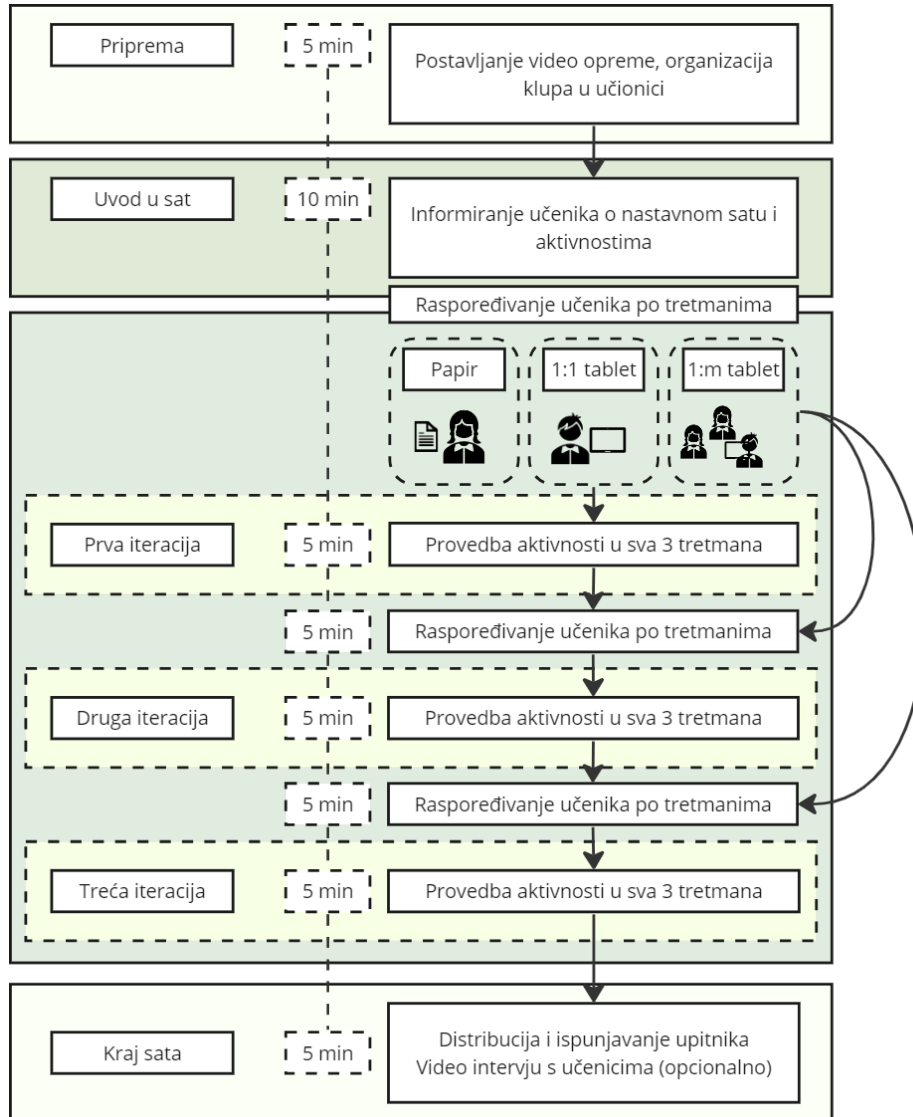 Priprema
5 min
Postavljanje video opreme, organizacija
klupa u učionici
Uvod u sat
10 min
Informiranje učenika o nastavnom satu i
aktivnostima
Raspoređivanje učenika po tretmanima
Papir
1:1 tablet
1:m tablet
Prva iteracija
5 min
Provedba aktivnosti u sva 3 tretmana
5 min
Raspoređivanje učenika po tretmanima
Druga iteracija
5 min
Provedba aktivnosti u sva 3 tretmana
5 min
Raspoređivanje učenika po tretmanima
Treća iteracija
5 min
Provedba aktivnosti u sva 3 tretmana
Kraj sata
5 min
Distribucija i ispunjavanje upitnika
Video intervju s učenicima (opcionalno)